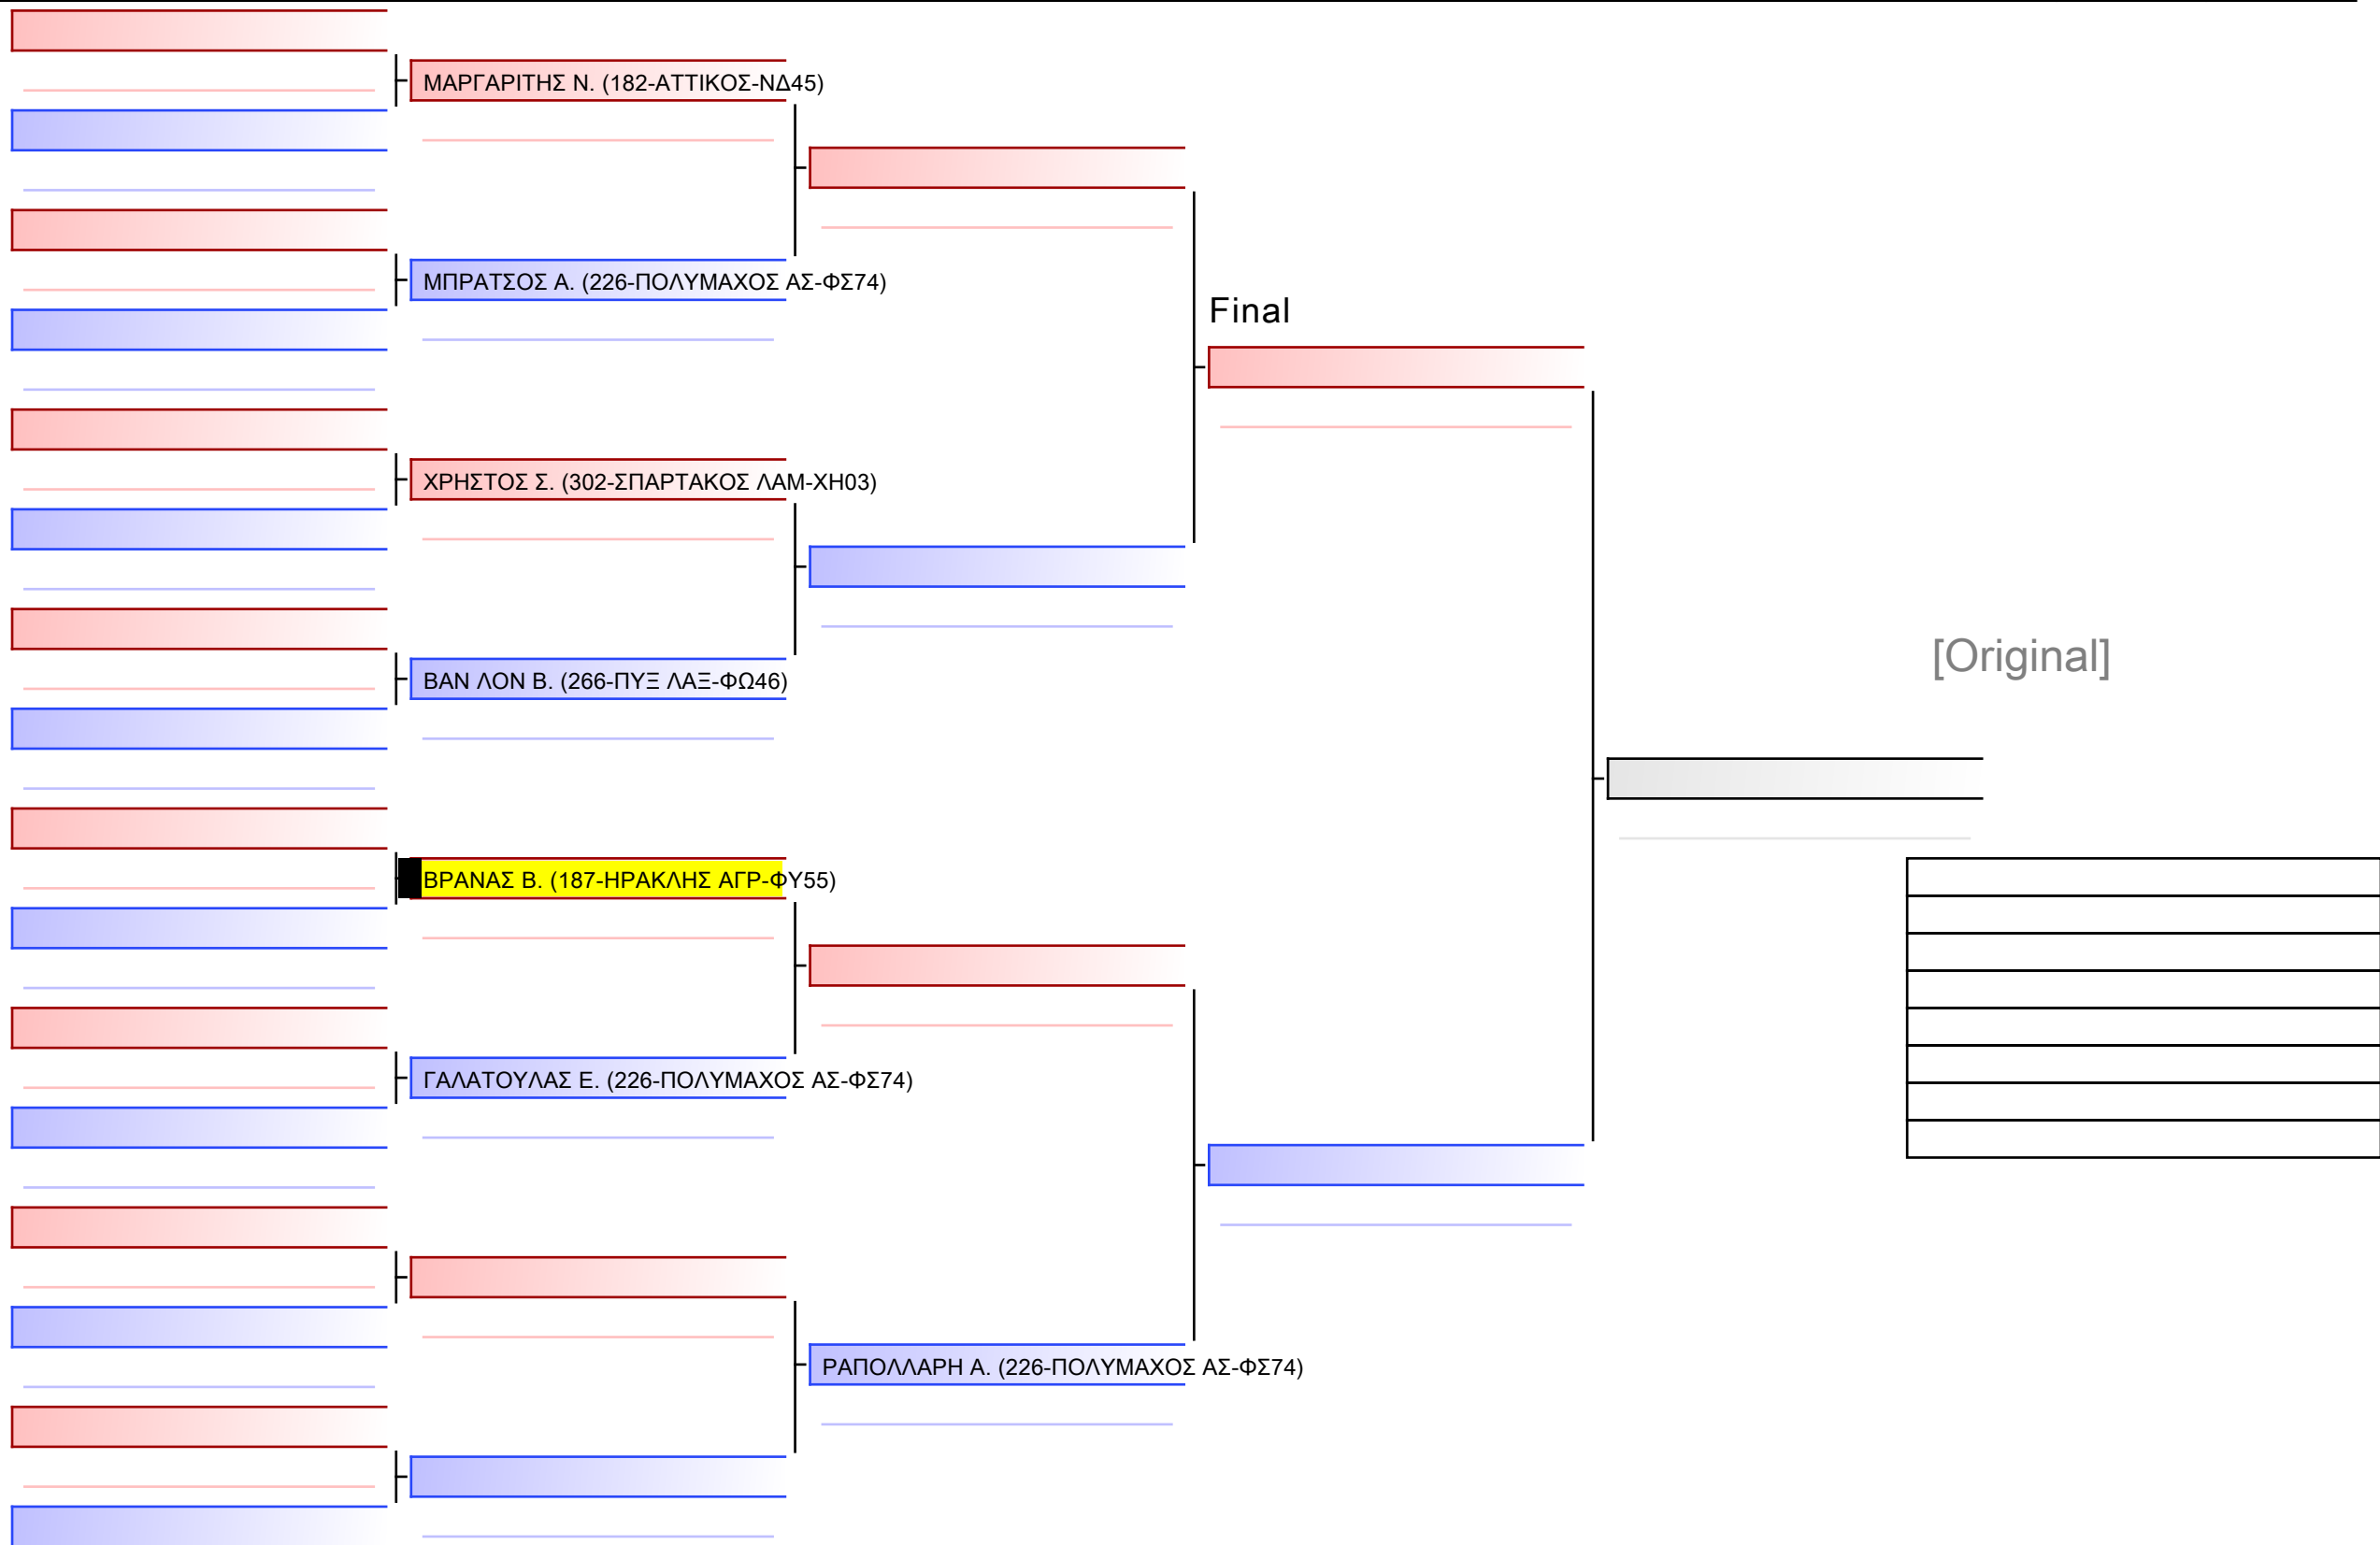 ΜΑΡΓΑΡΙΤΗΣ Ν. (182-ΑΤΤΙΚΟΣ-ΝΔ45)
ΜΠΡΑΤΣΟΣ Α. (226-ΠΟΛΥΜΑΧΟΣ ΑΣ-ΦΣ74)
Final
ΧΡΗΣΤΟΣ Σ. (302-ΣΠΑΡΤΑΚΟΣ ΛΑΜ-ΧΗ03)
[Original]
ΒΑΝ ΛΟΝ Β. (266-ΠΥΞ ΛΑΞ-ΦΩ46)
ΒΡΑΝΑΣ Β. (187-ΗΡΑΚΛΗΣ ΑΓΡ-ΦΥ55)
ΓΑΛΑΤΟΥΛΑΣ Ε. (226-ΠΟΛΥΜΑΧΟΣ ΑΣ-ΦΣ74)
ΡΑΠΟΛΛΑΡΗ Α. (226-ΠΟΛΥΜΑΧΟΣ ΑΣ-ΦΣ74)